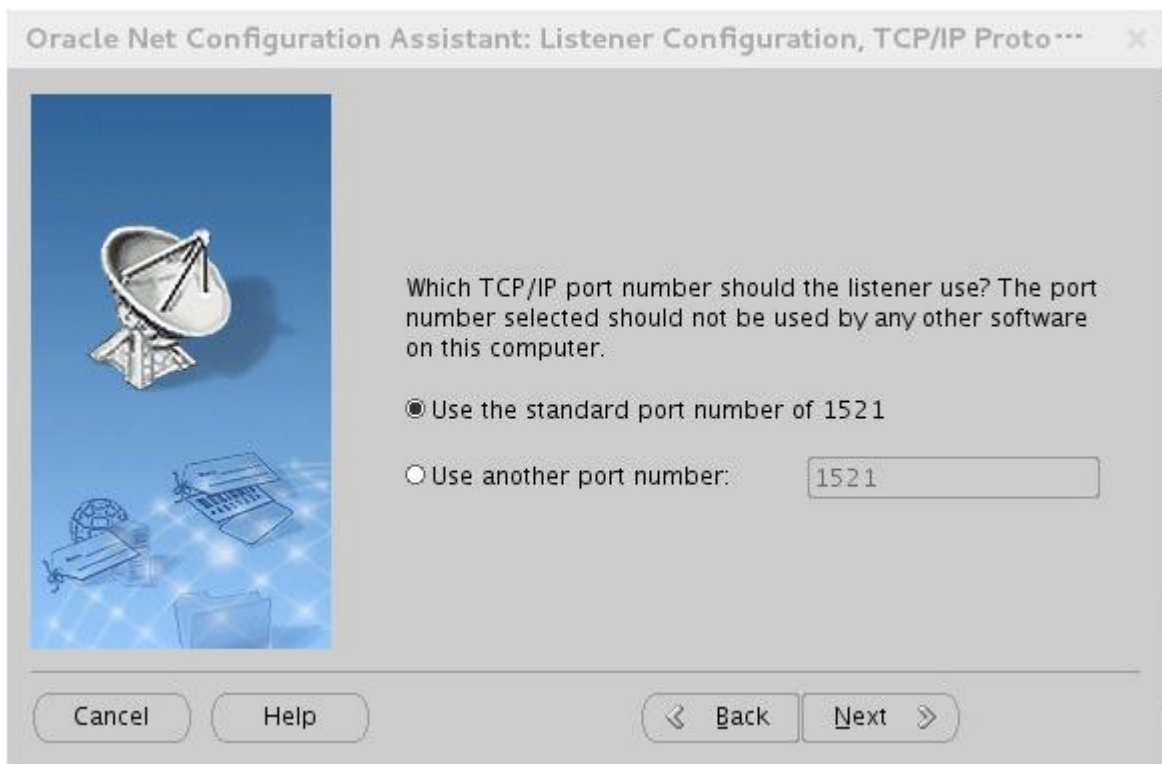 Oracle Net Configuration Assistant: Listener Configuration, TCP/IP Proto···
Which TCP/IP port number should the listener use? The port
number selected should not be used by any other software
on this computer.
Use the standard port number of 1521
Use another port number: 1521
Cancel Help Back Next